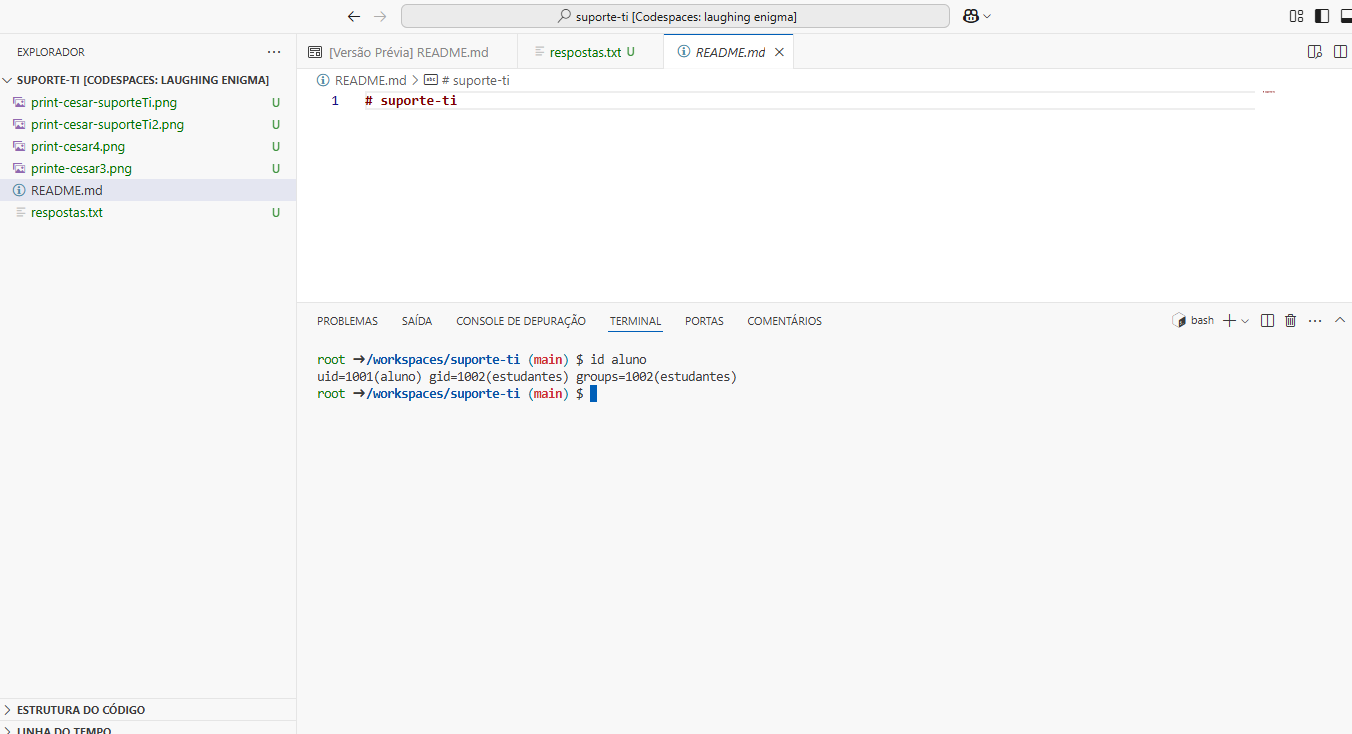 suporte-ti [Codespaces: laughing enigma]
EXPLORADOR
SUPORTE-TI [CODESPACES: LAUGHING ENIGMA]
print-cesar-suporteTi.png U
print-cesar-suporteTi2.png U
print-cesar4.png U
printe-cesar3.png U
README.md
respostas.txt U
ESTRUTURA DO CÓDIGO
LINHA DO TEMPO
[Versão Prévia] README.md
respostas.txt U
README.md
README.md > # suporte-ti
1 # suporte-ti
PROBLEMAS SAÍDA CONSOLE DE DEPURAÇÃO TERMINAL PORTAS COMENTÁRIOS
bash
root ➜/workspaces/suporte-ti (main) $ id aluno
uid=1001(aluno) gid=1002(estudantes) groups=1002(estudantes)
root ➜/workspaces/suporte-ti (main) $